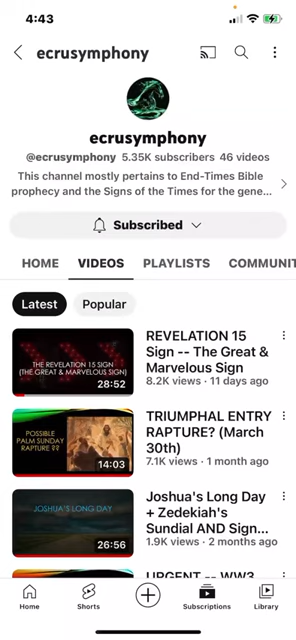 4:43
ecrusymphony
ecrusymphony
@ecrusymphony 5.35K subscribers 46 videos
This channel mostly pertains to End-Times Bible
prophecy and the Signs of the Times for the gene...
Subscribed
HOME VIDEOS PLAYLISTS COMMUNIT
Latest Popular
THE REVELATION 15 SIGN
(THE GREAT & MARVELOUS SIGN)
28:52
REVELATION 15
Sign -- The Great &
Marvelous Sign
8.2K views · 11 days ago
POSSIBLE
PALM SUNDAY
RAPTURE ??
14:03
TRIUMPHAL ENTRY
RAPTURE? (March
30th)
7.1K views · 1 month ago
JOSHUA'S LONG DAY
26:56
Joshua's Long Day
+ Zedekiah's
Sundial AND Sign...
1.9K views · 2 months ago
URGENT -- WW3
Home Shorts Subscriptions Library